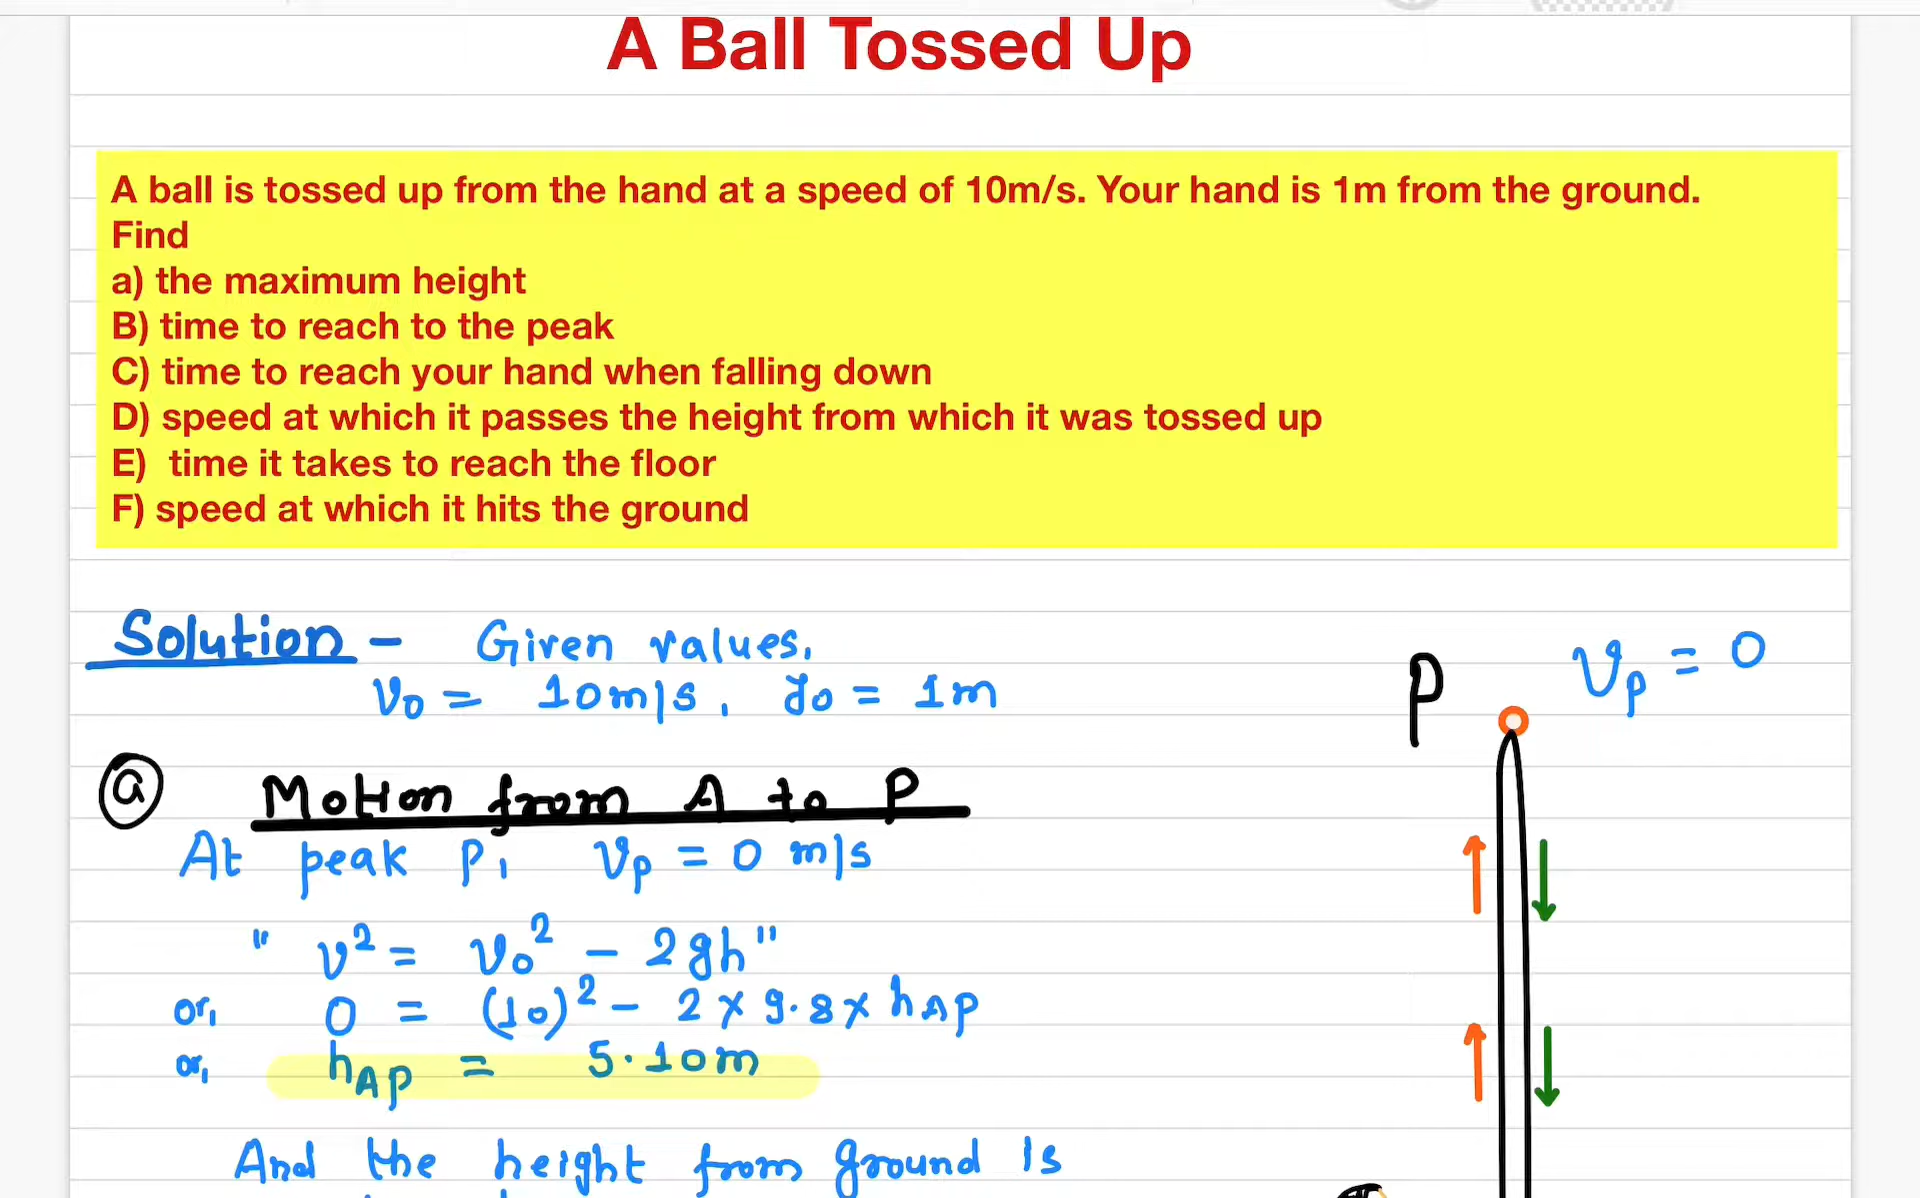 A Ball Tossed Up
A ball is tossed up from the hand at a speed of 10m/s. Your hand is 1m from the ground.
Find
a) the maximum height
B) time to reach to the peak
C) time to reach your hand when falling down
D) speed at which it passes the height from which it was tossed up
E) time it takes to reach the floor
F) speed at which it hits the ground
Solution - Given values,
v₀ = 10m/s, y₀ = 1m
P Vp = 0
ⓐ Motion from A to P
At peak P, Vp = 0 m/s
" v² = v₀² - 2gh"
or, 0 = (10)² - 2 x 9.8 x hAP
or, hAP = 5.10m
And the height from ground is